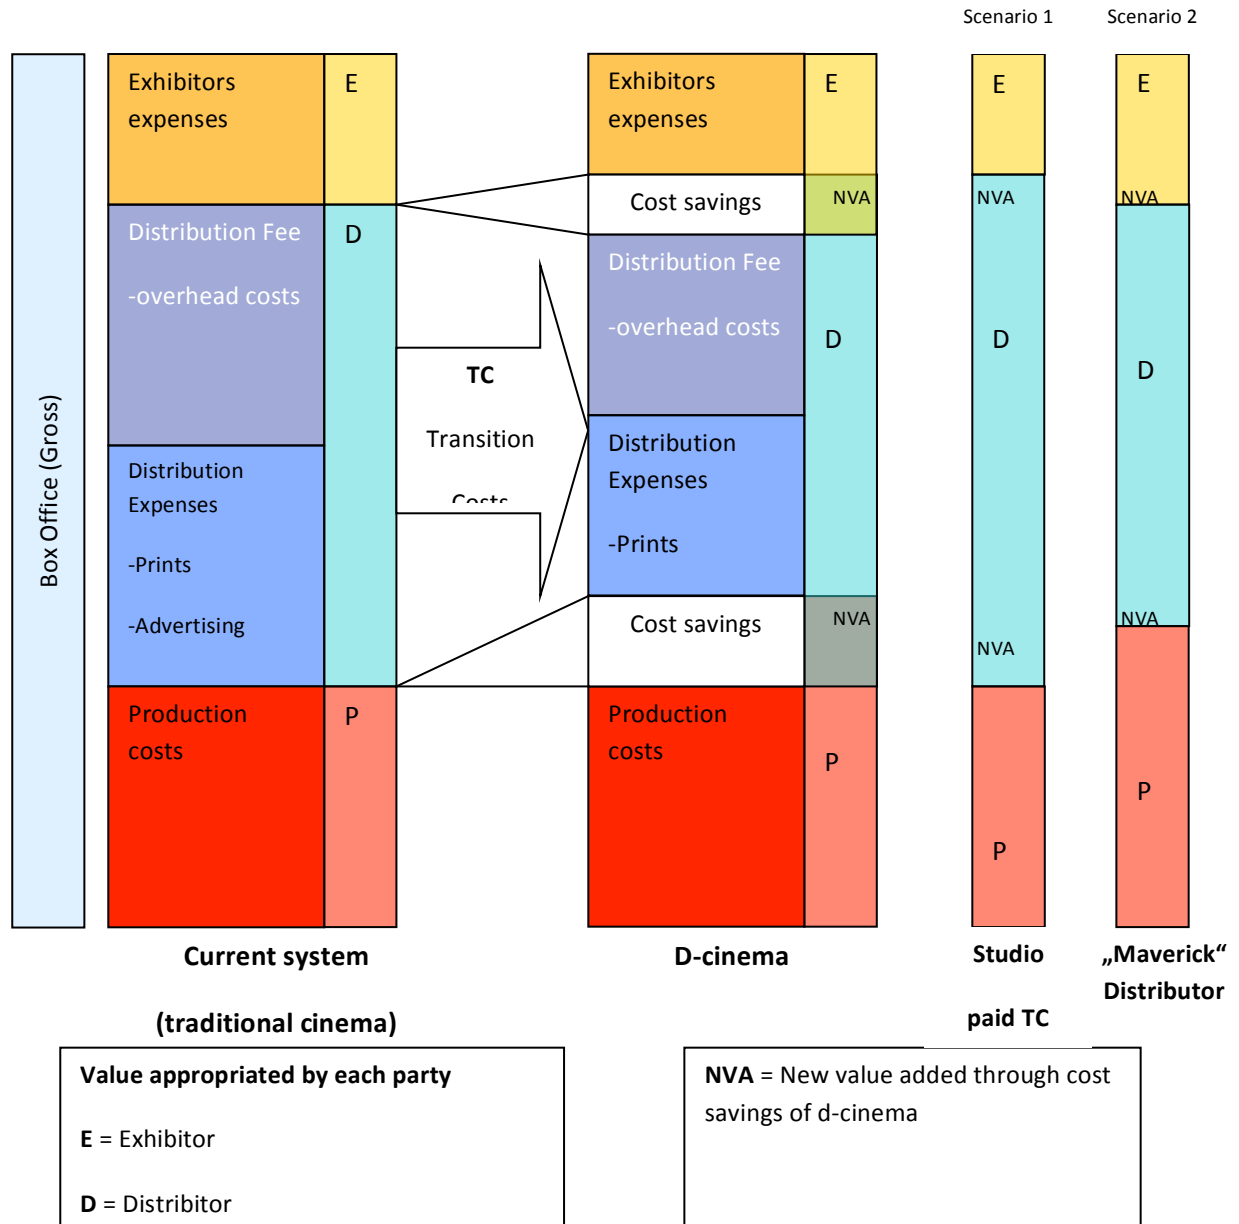 Scenario 1
Scenario 2
Box Office (Gross)
Exhibitors
expenses
E
Distribution Fee
-overhead costs
D
Distribution
Expenses
-Prints
-Advertising
Production
costs
P
TC
Transition
Costs
Exhibitors
expenses
E
Cost savings
NVA
Distribution Fee
-overhead costs
D
Distribution
Expenses
-Prints
Cost savings
NVA
Production
costs
P
E
NVA
D
NVA
P
E
NVA
D
NVA
P
Current system
(traditional cinema)
D-cinema
Studio
paid TC
„Maverick“
Distributor
Value appropriated by each party
E = Exhibitor
D = Distribitor
NVA = New value added through cost
savings of d-cinema